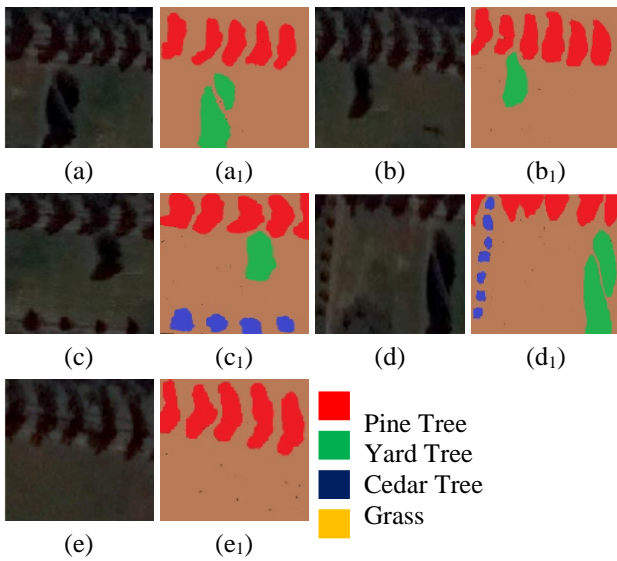 (a) (a₁) (b) (b₁)
(c) (c₁) (d) (d₁)
Pine Tree
Yard Tree
Cedar Tree
Grass
(e) (e₁)